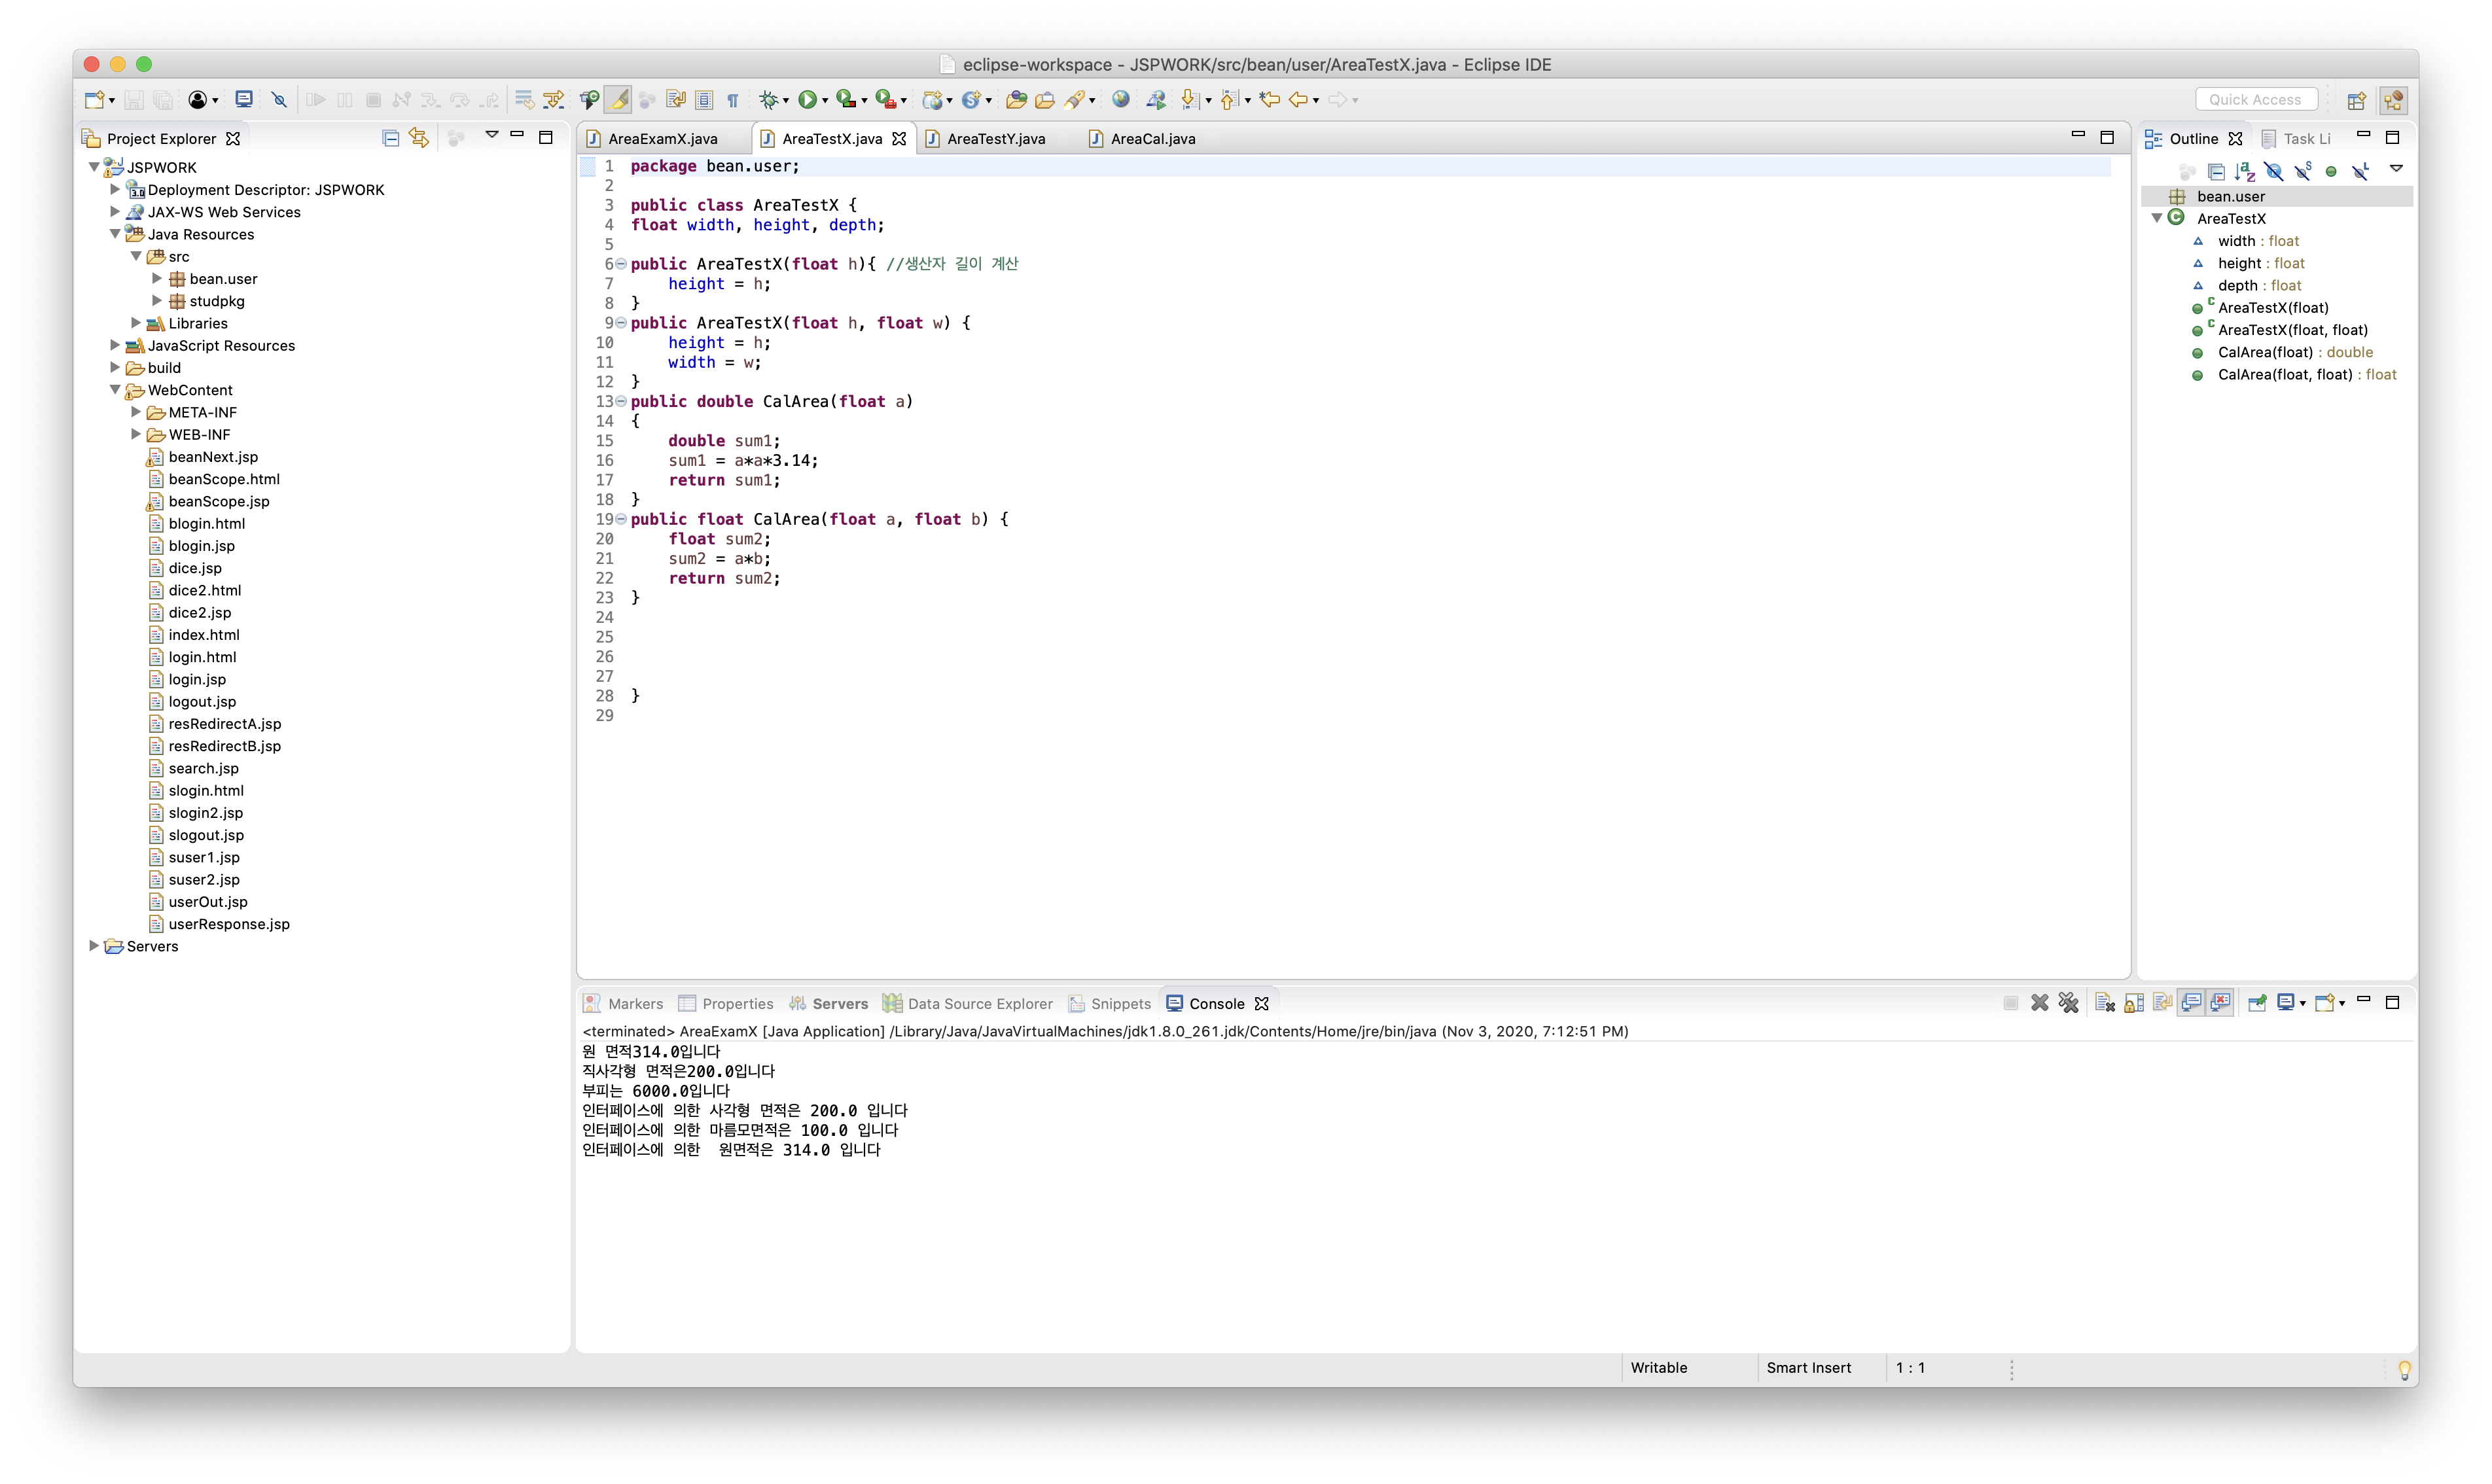 eclipse-workspace - JSPWORK/src/bean/user/AreaTestX.java - Eclipse IDE
Quick Access
Project Explorer
JSPWORK
Deployment Descriptor: JSPWORK
JAX-WS Web Services
Java Resources
src
bean.user
studpkg
Libraries
JavaScript Resources
build
WebContent
META-INF
WEB-INF
beanNext.jsp
beanScope.html
beanScope.jsp
blogin.html
blogin.jsp
dice.jsp
dice2.html
dice2.jsp
index.html
login.html
login.jsp
logout.jsp
resRedirectA.jsp
resRedirectB.jsp
search.jsp
slogin.html
slogin2.jsp
slogout.jsp
suser1.jsp
suser2.jsp
userOut.jsp
userResponse.jsp
Servers
AreaExamX.java AreaTestX.java AreaTestY.java AreaCal.java
1 package bean.user;
2
3 public class AreaTestX {
4 float width, height, depth;
5
6 public AreaTestX(float h){ //생산자 길이 계산
7 height = h;
8 }
9 public AreaTestX(float h, float w) {
10 height = h;
11 width = w;
12 }
13 public double CalArea(float a)
14 {
15 double sum1;
16 sum1 = a*a*3.14;
17 return sum1;
18 }
19 public float CalArea(float a, float b) {
20 float sum2;
21 sum2 = a*b;
22 return sum2;
23 }
24
25
26
27
28 }
29
Outline Task Li
bean.user
AreaTestX
width : float
height : float
depth : float
AreaTestX(float)
AreaTestX(float, float)
CalArea(float) : double
CalArea(float, float) : float
Markers Properties Servers Data Source Explorer Snippets Console
<terminated> AreaExamX [Java Application] /Library/Java/JavaVirtualMachines/jdk1.8.0_261.jdk/Contents/Home/jre/bin/java (Nov 3, 2020, 7:12:51 PM)
원 면적314.0입니다
직사각형 면적은200.0입니다
부피는 6000.0입니다
인터페이스에 의한 사각형 면적은 200.0 입니다
인터페이스에 의한 마름모면적은 100.0 입니다
인터페이스에 의한  원면적은 314.0 입니다
Writable Smart Insert 1 : 1